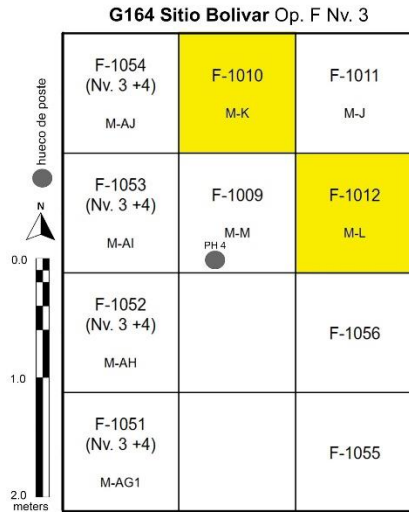 G164 Sitio Bolivar Op. F Nv. 3
F-1054
(Nv. 3 +4)
M-AJ
F-1010
M-K
F-1011
M-J
hueco de poste
F-1053
(Nv. 3 +4)
M-AI
F-1009
M-M
PH 4
F-1012
M-L
N
0.0
F-1052
(Nv. 3 +4)
M-AH
F-1056
1.0
F-1051
(Nv. 3 +4)
M-AG1
F-1055
2.0
meters